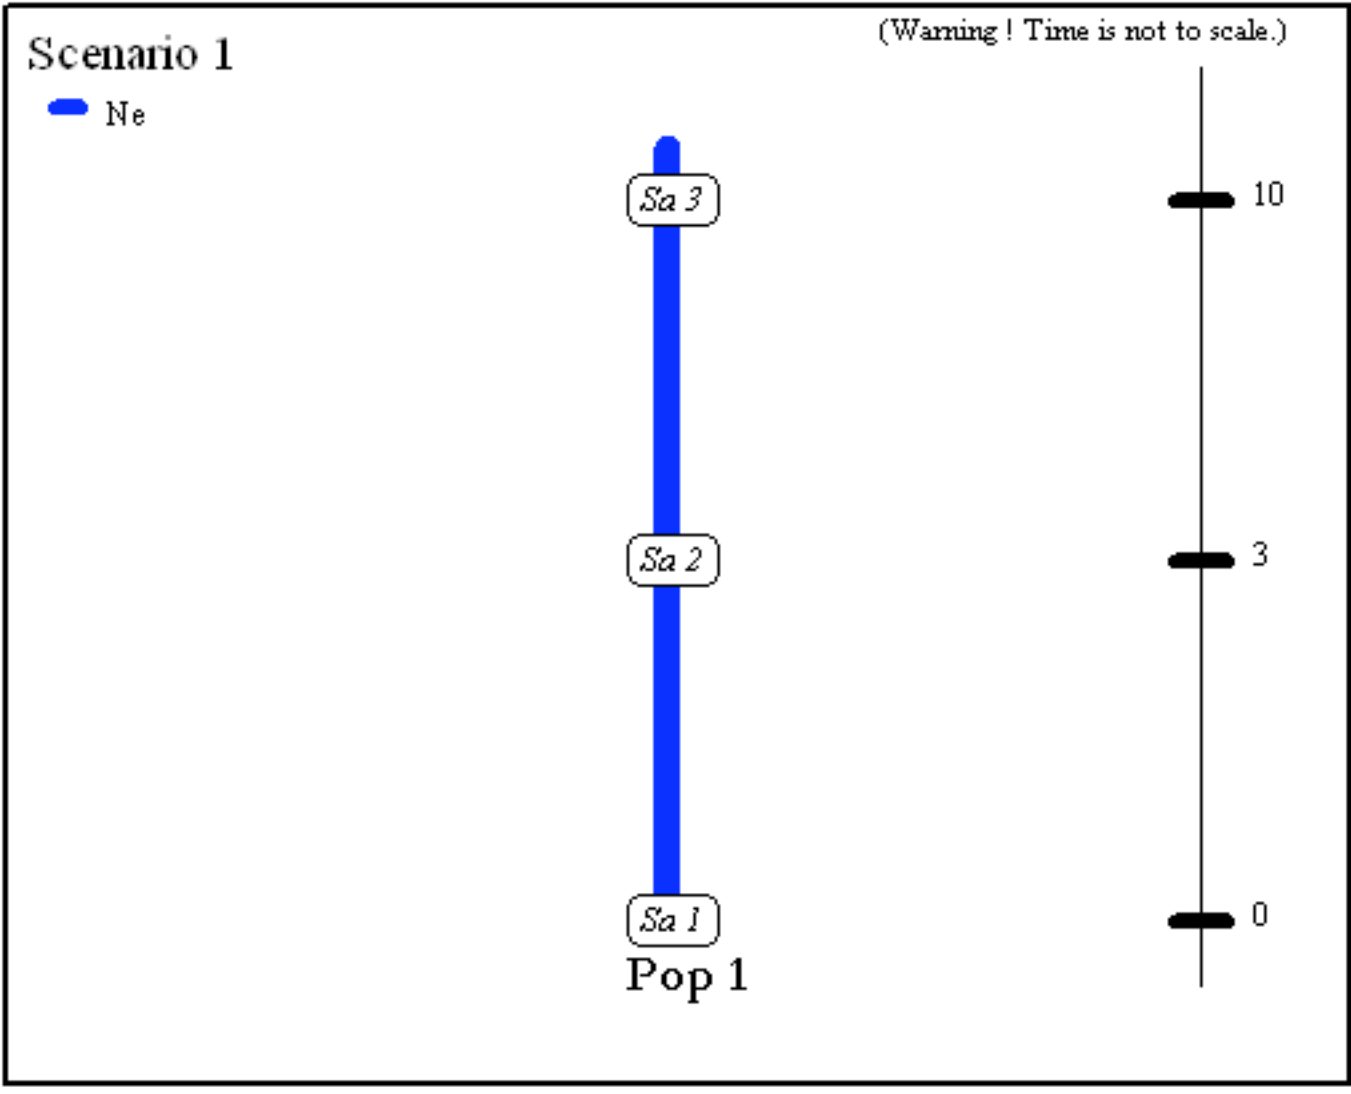 (Warning ! Time is not to scale.)
Scenario 1
Ne
Sa 3
10
Sa 2
3
Sa 1
0
Pop 1